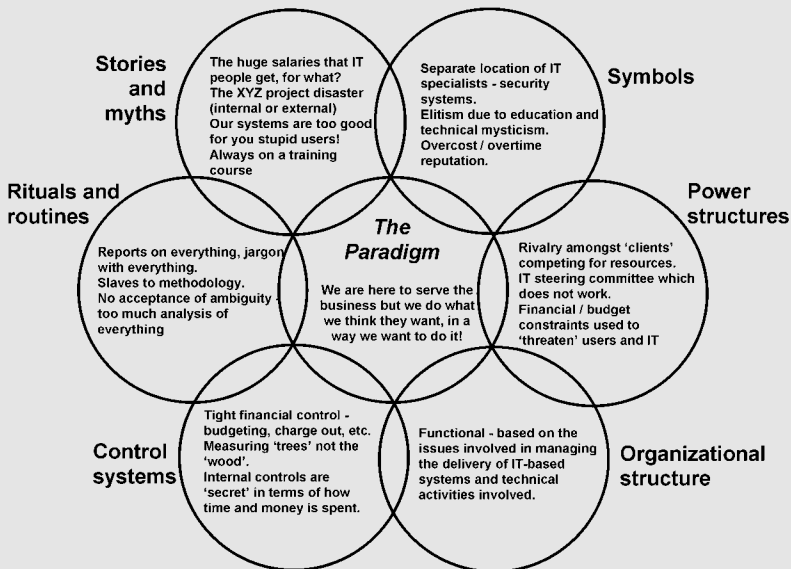 Stories
and
myths
The huge salaries that IT
people get, for what?
The XYZ project disaster
(internal or external)
Our systems are too good
for you stupid users!
Always on a training
course
Separate location of IT
specialists - security
systems.
Elitism due to education and
technical mysticism.
Overcost / overtime
reputation.
Symbols
Rituals and
routines
Reports on everything, jargon
with everything.
Slaves to methodology.
No acceptance of ambiguity -
too much analysis of
everything
The
Paradigm
We are here to serve the
business but we do what
we think they want, in a
way we want to do it!
Power
structures
Rivalry amongst ‘clients’
competing for resources.
IT steering committee which
does not work.
Financial / budget
constraints used to
‘threaten’ users and IT
Control
systems
Tight financial control -
budgeting, charge out, etc.
Measuring ‘trees’ not the
‘wood’.
Internal controls are
‘secret’ in terms of how
time and money is spent.
Functional - based on the
issues involved in managing
the delivery of IT-based
systems and technical
activities involved.
Organizational
structure